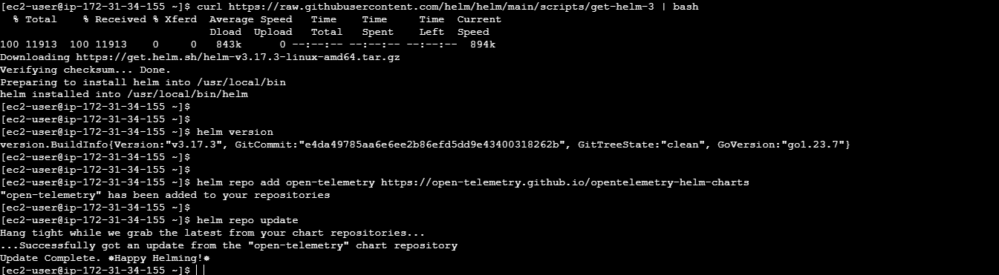 [ec2-user@ip-172-31-34-155 ~]$ curl https://raw.githubusercontent.com/helm/helm/main/scripts/get-helm-3 | bash
  % Total    % Received % Xferd  Average Speed   Time    Time     Time  Current
                                 Dload  Upload   Total   Spent    Left  Speed
100 11913  100 11913    0     0   843k      0 --:--:-- --:--:-- --:--:--  894k
Downloading https://get.helm.sh/helm-v3.17.3-linux-amd64.tar.gz
Verifying checksum... Done.
Preparing to install helm into /usr/local/bin
helm installed into /usr/local/bin/helm
[ec2-user@ip-172-31-34-155 ~]$
[ec2-user@ip-172-31-34-155 ~]$
[ec2-user@ip-172-31-34-155 ~]$ helm version
version.BuildInfo{Version:"v3.17.3", GitCommit:"e4da49785aa6e6ee2b86efd5dd9e43400318262b", GitTreeState:"clean", GoVersion:"go1.23.7"}
[ec2-user@ip-172-31-34-155 ~]$
[ec2-user@ip-172-31-34-155 ~]$
[ec2-user@ip-172-31-34-155 ~]$ helm repo add open-telemetry https://open-telemetry.github.io/opentelemetry-helm-charts
"open-telemetry" has been added to your repositories
[ec2-user@ip-172-31-34-155 ~]$
[ec2-user@ip-172-31-34-155 ~]$ helm repo update
Hang tight while we grab the latest from your chart repositories...
...Successfully got an update from the "open-telemetry" chart repository
Update Complete. ⎈Happy Helming!⎈
[ec2-user@ip-172-31-34-155 ~]$